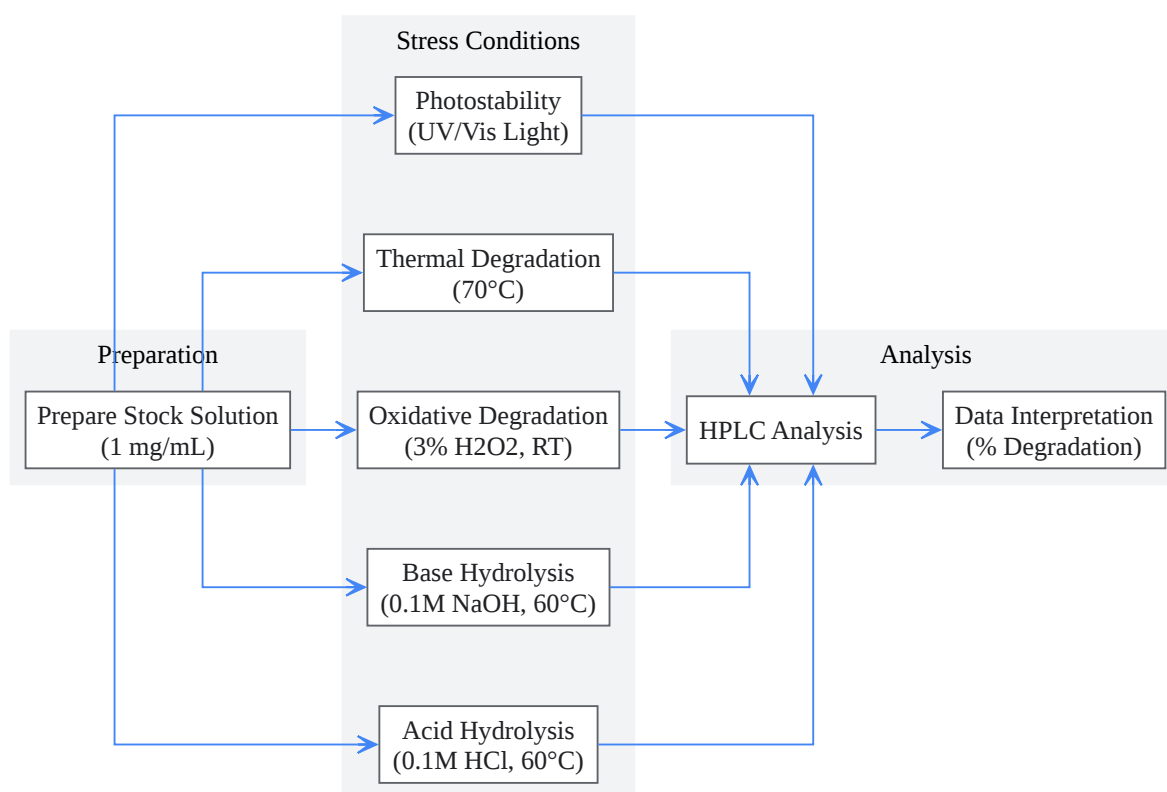 Stress Conditions
Photostability
(UV/Vis Light)
Thermal Degradation
(70°C)
Preparation
Analysis
Prepare Stock Solution
(1 mg/mL)
Oxidative Degradation
(3% H2O2, RT)
HPLC Analysis
Data Interpretation
(% Degradation)
Base Hydrolysis
(0.1M NaOH, 60°C)
Acid Hydrolysis
(0.1M HCl, 60°C)